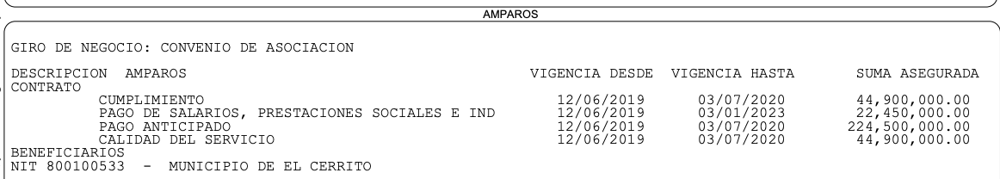 AMPAROS
GIRO DE NEGOCIO: CONVENIO DE ASOCIACION
DESCRIPCION AMPAROS VIGENCIA DESDE VIGENCIA HASTA SUMA ASEGURADA
CONTRATO
CUMPLIMIENTO 12/06/2019 03/07/2020 44,900,000.00
PAGO DE SALARIOS, PRESTACIONES SOCIALES E IND 12/06/2019 03/01/2023 22,450,000.00
PAGO ANTICIPADO 12/06/2019 03/07/2020 224,500,000.00
CALIDAD DEL SERVICIO 12/06/2019 03/07/2020 44,900,000.00
BENEFICIARIOS
NIT 800100533 - MUNICIPIO DE EL CERRITO